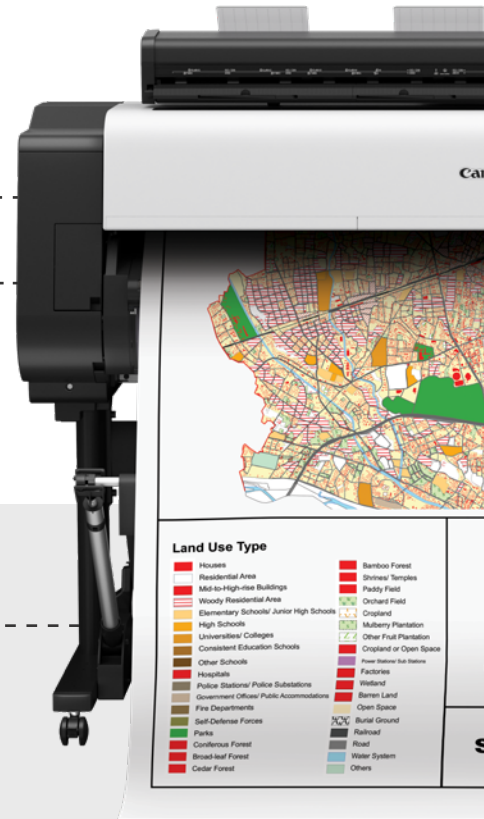 Can
Land Use Type
Houses
Residential Area
Mid-to-High-rise Buildings
Woody Residential Area
Elementary Schools/ Junior High Schools
High Schools
Universities/ Colleges
Consistent Education Schools
Other Schools
Hospitals
Police Stations/ Police Substations
Government Offices/ Public Accommodations
Fire Departments
Self-Defense Forces
Parks
Coniferous Forest
Broad-leaf Forest
Cedar Forest
Bamboo Forest
Shrines/ Temples
Paddy Field
Orchard Field
Cropland
Mulberry Plantation
Other Fruit Plantation
Cropland or Open Space
Power Stations/ Sub Stations
Factories
Wetland
Barren Land
Open Space
Burial Ground
Railroad
Road
Water System
Others
S